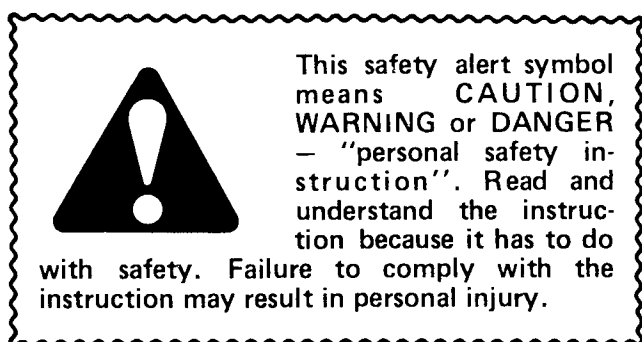 This safety alert symbol
means CAUTION,
WARNING or DANGER
— "personal safety in-
struction". Read and
understand the instruc-
tion because it has to do
with safety. Failure to comply with the
instruction may result in personal injury.